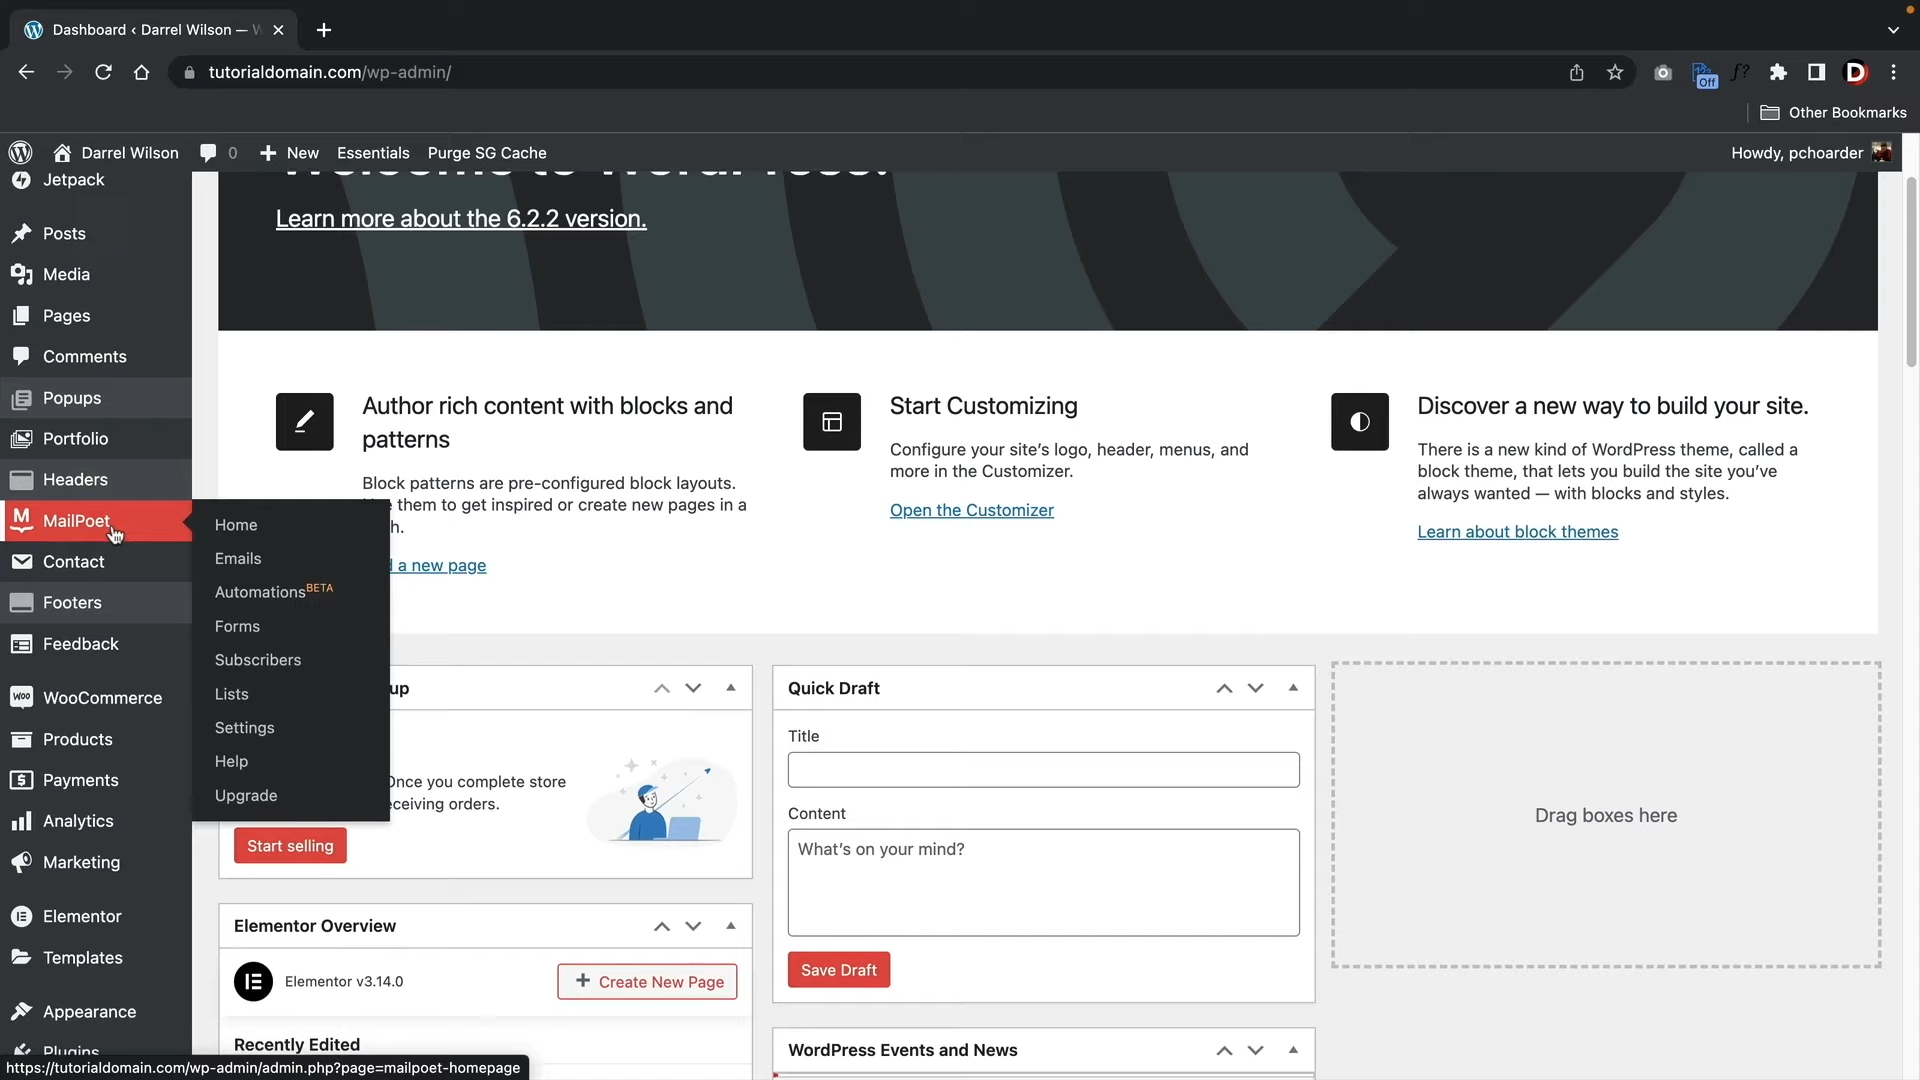 Dashboard ‹ Darrel Wilson — W
tutorialdomain.com/wp-admin/
Off
f?
D
Other Bookmarks
Darrel Wilson 0 New Essentials Purge SG Cache
Howdy, pchoarder
Jetpack
Posts
Media
Pages
Comments
Popups
Portfolio
Headers
MailPoet
Contact
Footers
Feedback
WooCommerce
Products
Payments
Analytics
Marketing
Elementor
Templates
Appearance
Plugins
Home
Emails
Automations BETA
Forms
Subscribers
Lists
Settings
Help
Upgrade
Welcome to WordPress!
Learn more about the 6.2.2 version.
Author rich content with blocks and
patterns
Block patterns are pre-configured block layouts.
them to get inspired or create new pages in a
h.
a new page
Start Customizing
Configure your site's logo, header, menus, and
more in the Customizer.
Open the Customizer
Discover a new way to build your site.
There is a new kind of WordPress theme, called a
block theme, that lets you build the site you've
always wanted — with blocks and styles.
Learn about block themes
up
Once you complete store
eceiving orders.
Start selling
Elementor Overview
Elementor v3.14.0
+ Create New Page
Recently Edited
Quick Draft
Title
Content
What's on your mind?
Save Draft
WordPress Events and News
Drag boxes here
https://tutorialdomain.com/wp-admin/admin.php?page=mailpoet-homepage